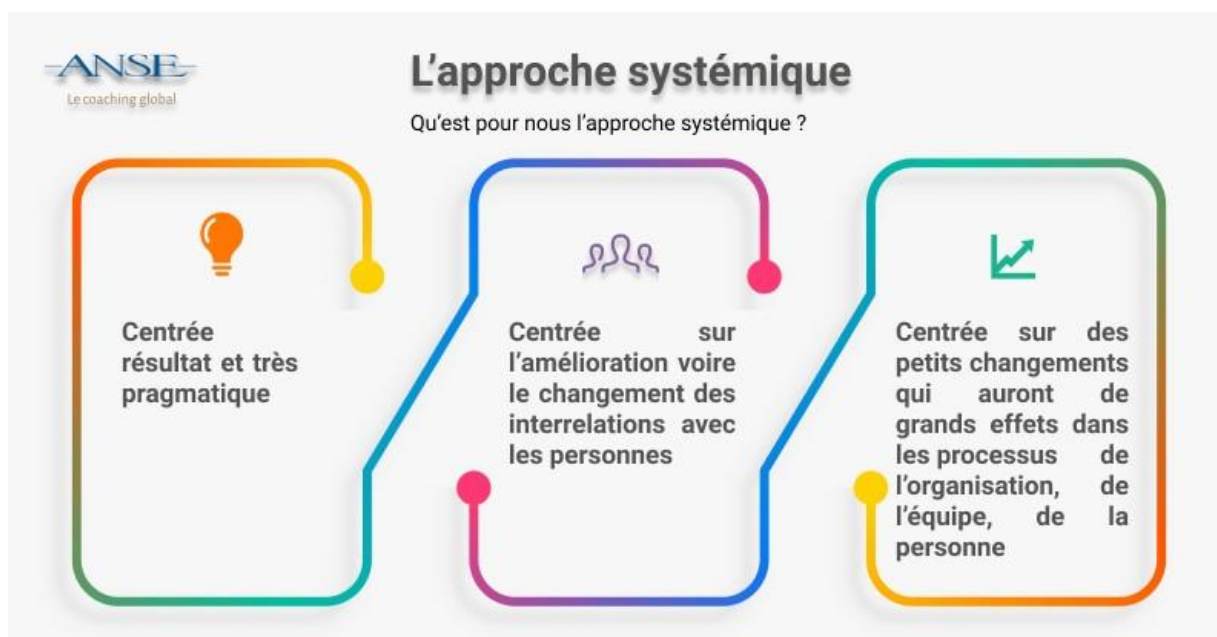 ANSE
Le coaching global
L'approche systémique
Qu'est pour nous l'approche systémique ?
Centrée
résultat et très
pragmatique
Centrée sur
l'amélioration voire
le changement des
interrelations avec
les personnes
Centrée sur des
petits changements
qui auront de
grands effets dans
les processus de
l'organisation, de
l'équipe, de la
personne